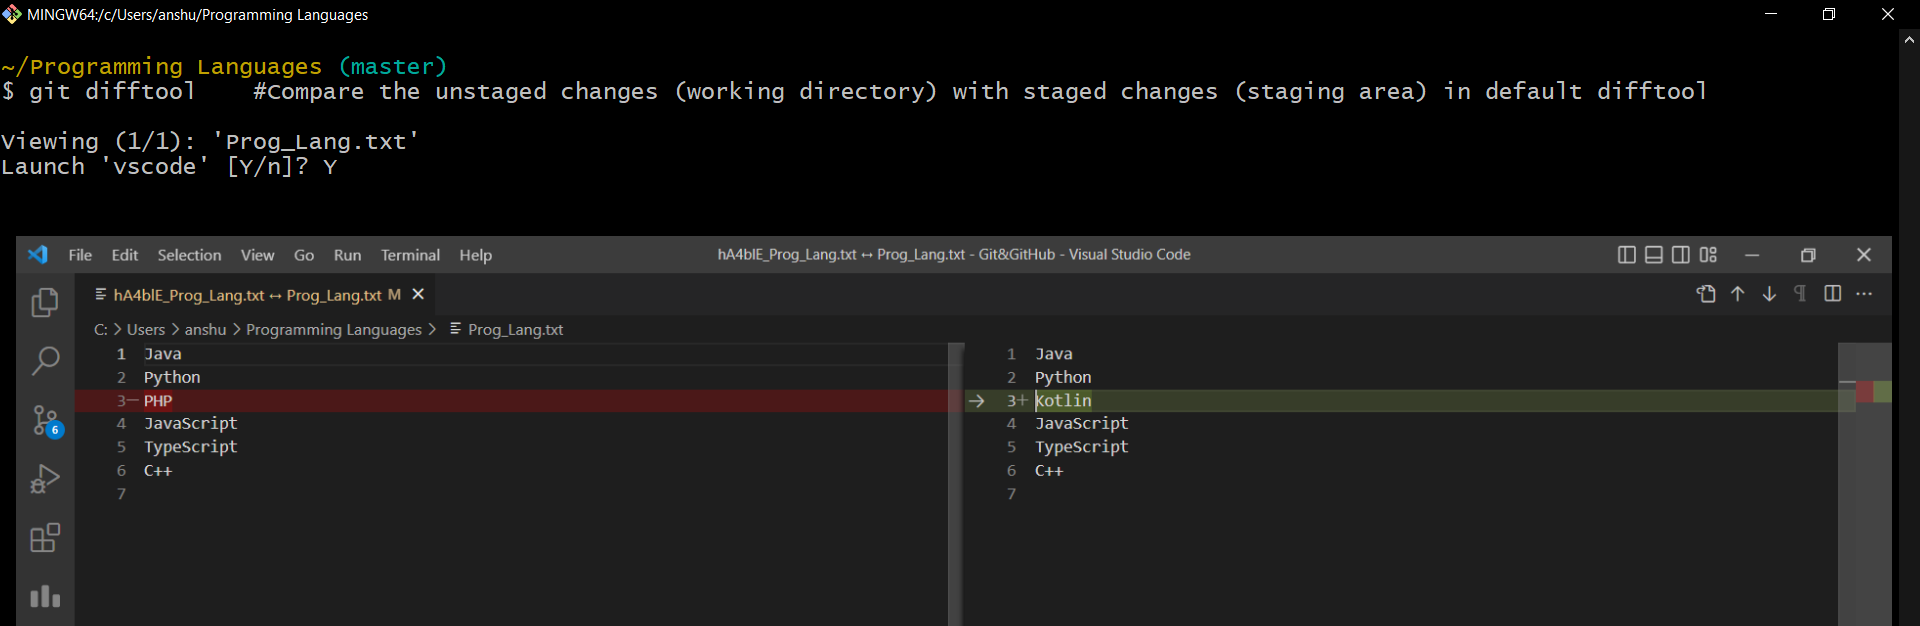 MINGW64:/c/Users/anshu/Programming Languages
~/Programming Languages (master)
$ git difftool    #Compare the unstaged changes (working directory) with staged changes (staging area) in default difftool
Viewing (1/1): 'Prog_Lang.txt'
Launch 'vscode' [Y/n]? Y
File Edit Selection View Go Run Terminal Help hA4blE_Prog_Lang.txt ↔ Prog_Lang.txt - Git&GitHub - Visual Studio Code
hA4blE_Prog_Lang.txt ↔ Prog_Lang.txt M
C: > Users > anshu > Programming Languages > Prog_Lang.txt
1 Java
2 Python
3— PHP
4 JavaScript
5 TypeScript
6 C++
7
1 Java
2 Python
3+ Kotlin
4 JavaScript
5 TypeScript
6 C++
7
6